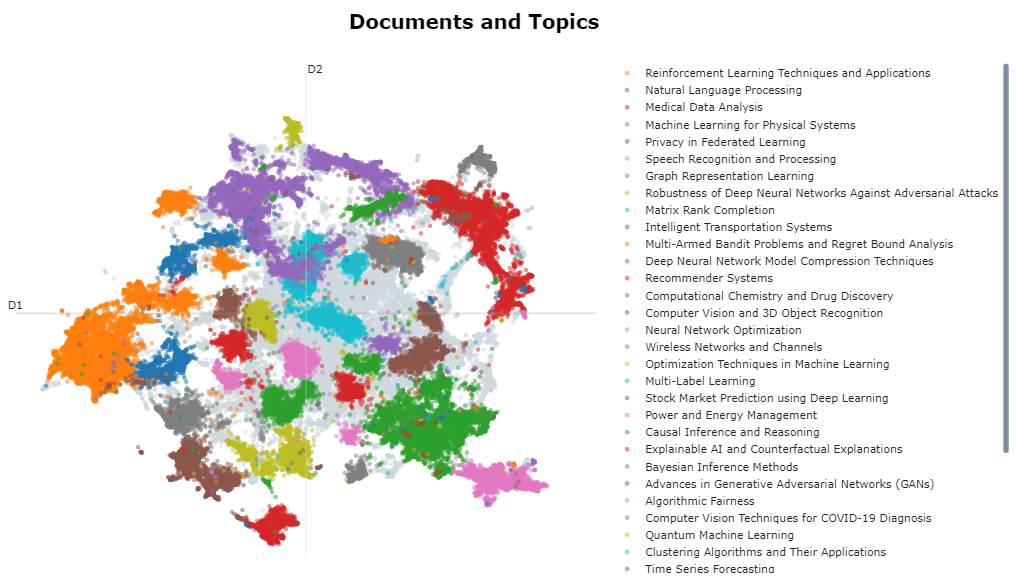 Documents and Topics
D2
D1
Reinforcement Learning Techniques and Applications
Natural Language Processing
Medical Data Analysis
Machine Learning for Physical Systems
Privacy in Federated Learning
Speech Recognition and Processing
Graph Representation Learning
Robustness of Deep Neural Networks Against Adversarial Attacks
Matrix Rank Completion
Intelligent Transportation Systems
Multi-Armed Bandit Problems and Regret Bound Analysis
Deep Neural Network Model Compression Techniques
Recommender Systems
Computational Chemistry and Drug Discovery
Computer Vision and 3D Object Recognition
Neural Network Optimization
Wireless Networks and Channels
Optimization Techniques in Machine Learning
Multi-Label Learning
Stock Market Prediction using Deep Learning
Power and Energy Management
Causal Inference and Reasoning
Explainable AI and Counterfactual Explanations
Bayesian Inference Methods
Advances in Generative Adversarial Networks (GANs)
Algorithmic Fairness
Computer Vision Techniques for COVID-19 Diagnosis
Quantum Machine Learning
Clustering Algorithms and Their Applications
Time Series Forecasting